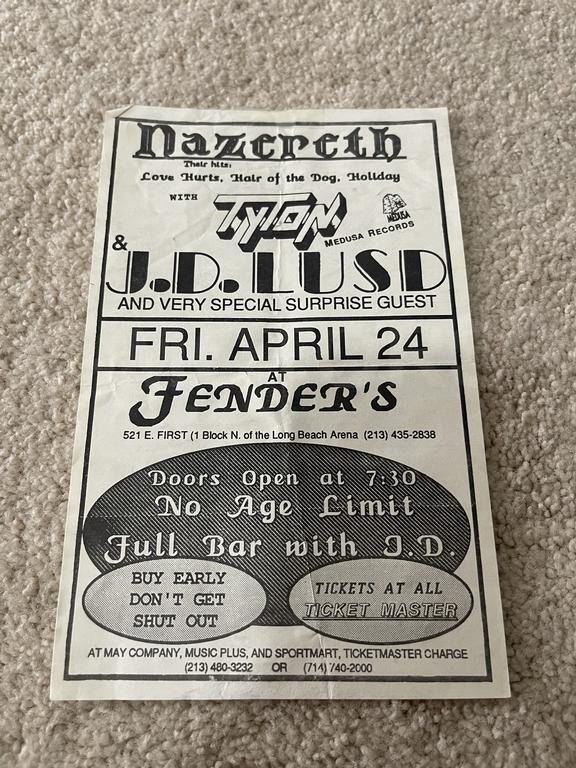 Nazereth
Their hits:
Love Hurts, Hair of the Dog, Holiday
WITH TYTON
MEDUSA
MEDUSA RECORDS
&
J.D. LUSD
AND VERY SPECIAL SURPRISE GUEST
FRI. APRIL 24
AT
FENDER'S
521 E. FIRST (1 Block N. of the Long Beach Arena (213) 435-2838
Doors Open at 7:30
No Age Limit
Full Bar with I.D.
BUY EARLY
DON'T GET
SHUT OUT
TICKETS AT ALL
TICKET MASTER
AT MAY COMPANY, MUSIC PLUS, AND SPORTMART, TICKETMASTER CHARGE
(213) 480-3232 OR (714) 740-2000